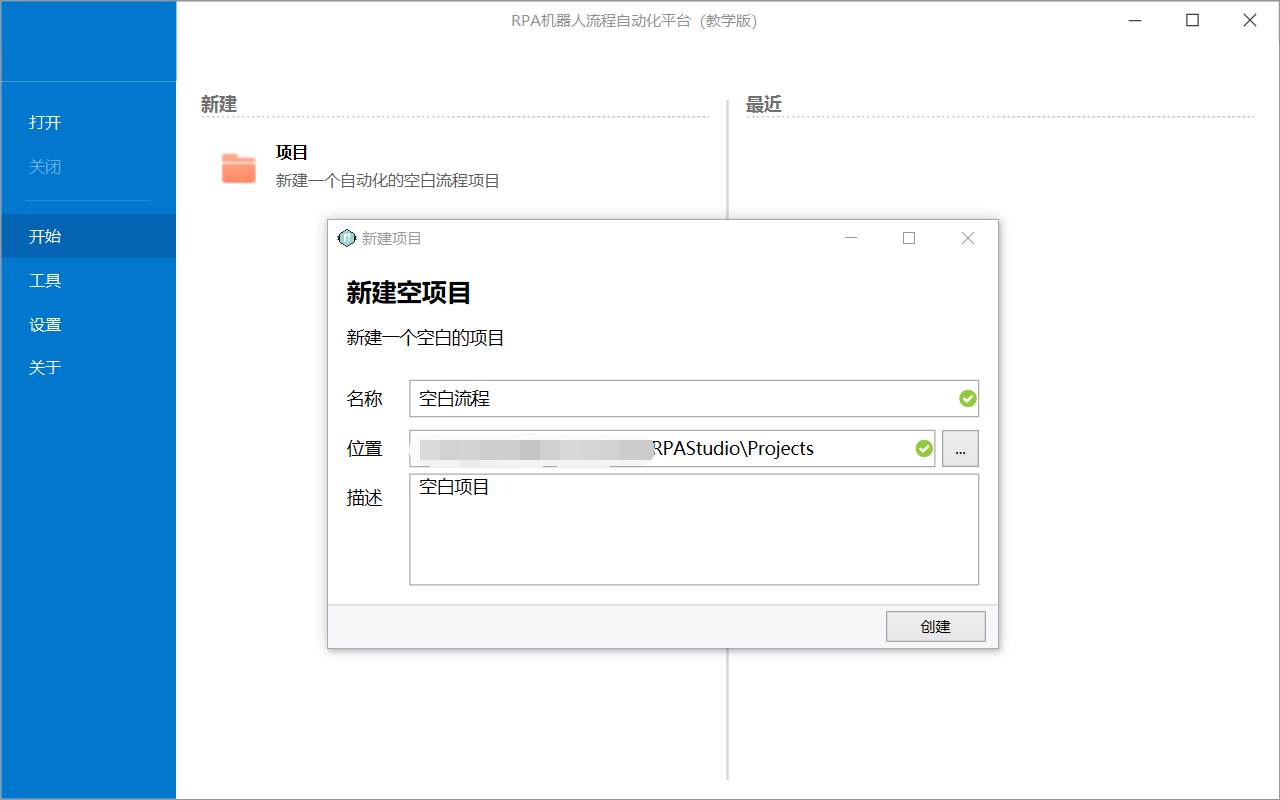 RPA机器人流程自动化平台（教学版）
打开
关闭
开始
工具
设置
关于
新建
项目
新建一个自动化的空白流程项目
最近
新建项目
新建空项目
新建一个空白的项目
名称 空白流程
位置 RPAStudio\Projects ...
描述 空白项目
创建